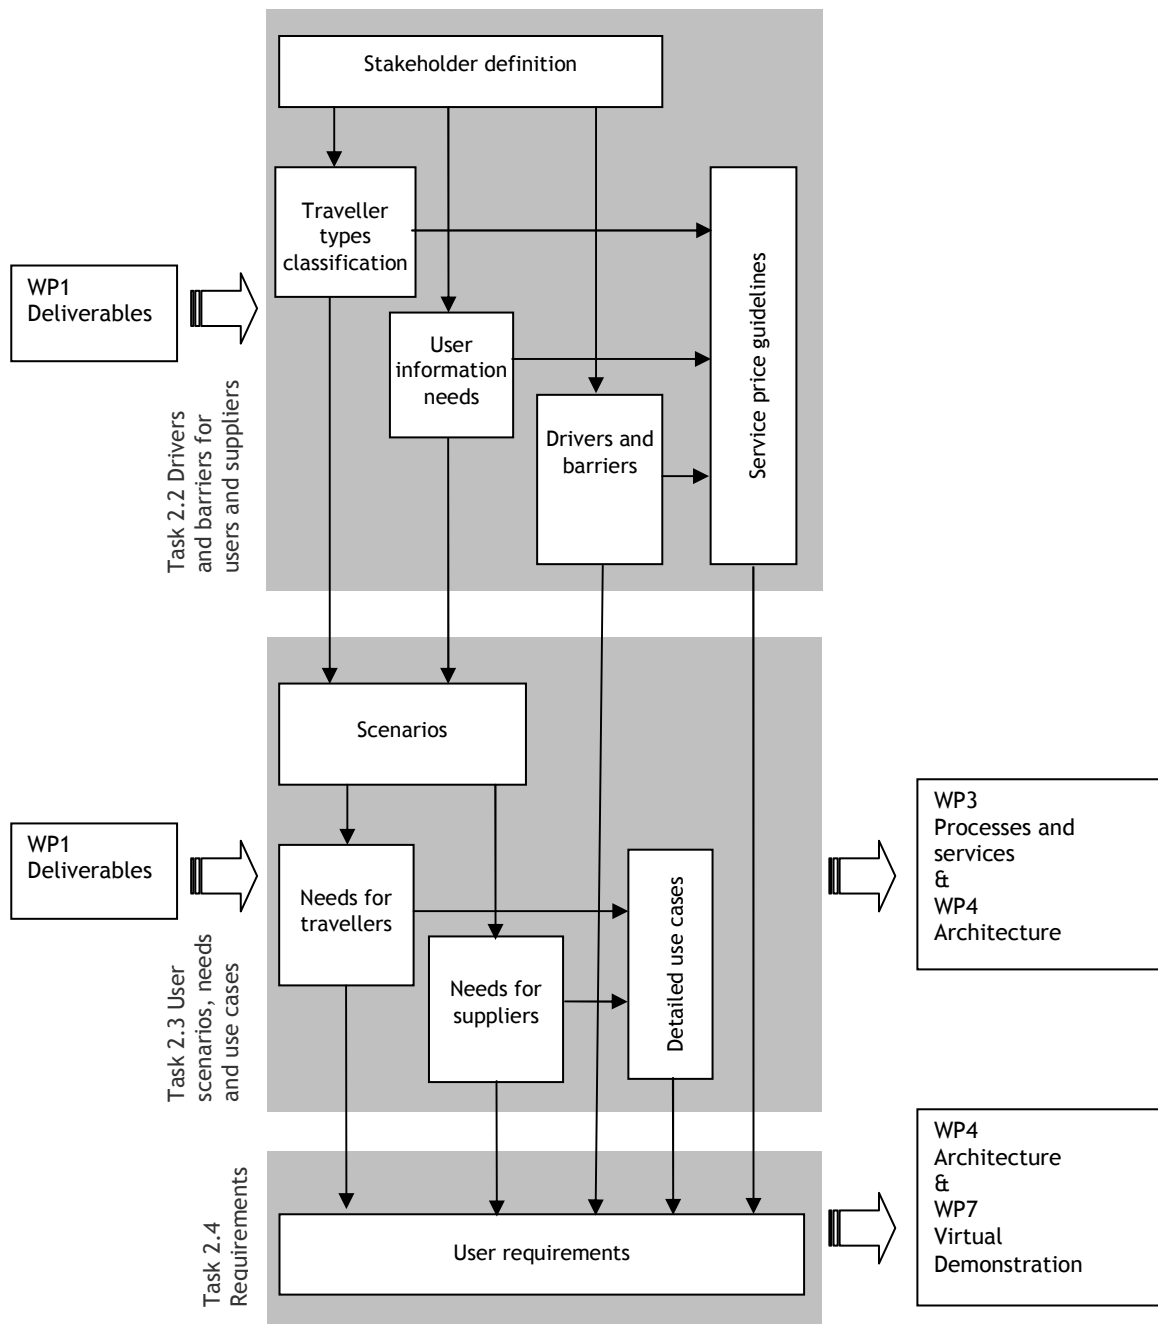 Stakeholder definition
Traveller
types
classification
WP1
Deliverables
User
information
needs
Drivers and
barriers
Service price guidelines
Task 2.2 Drivers
and barriers for
users and suppliers
Scenarios
WP1
Deliverables
Needs for
travellers
Needs for
suppliers
Detailed use cases
Task 2.3 User
scenarios, needs
and use cases
WP3
Processes and
services
&
WP4
Architecture
Task 2.4
Requirements
User requirements
WP4
Architecture
&
WP7
Virtual
Demonstration